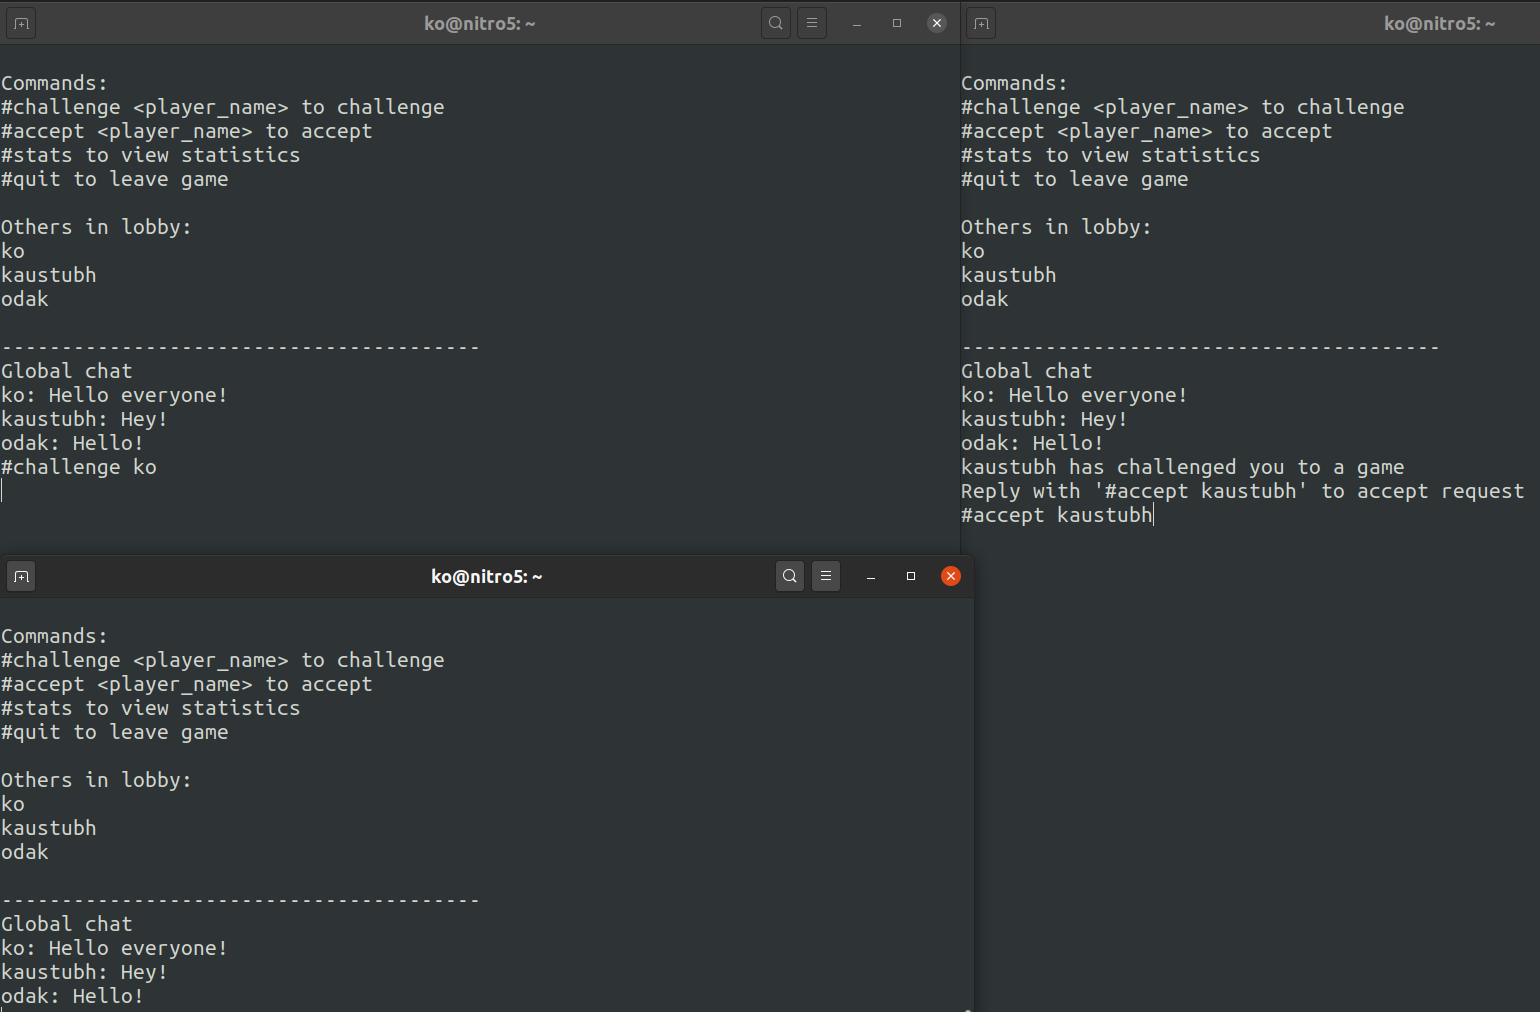 ko@nitro5: ~
Commands:
#challenge <player_name> to challenge
#accept <player_name> to accept
#stats to view statistics
#quit to leave game
Others in lobby:
ko
kaustubh
odak
----------------------------------------
Global chat
ko: Hello everyone!
kaustubh: Hey!
odak: Hello!
#challenge ko
ko@nitro5: ~
Commands:
#challenge <player_name> to challenge
#accept <player_name> to accept
#stats to view statistics
#quit to leave game
Others in lobby:
ko
kaustubh
odak
----------------------------------------
Global chat
ko: Hello everyone!
kaustubh: Hey!
odak: Hello!
kaustubh has challenged you to a game
Reply with '#accept kaustubh' to accept request
#accept kaustubh
ko@nitro5: ~
Commands:
#challenge <player_name> to challenge
#accept <player_name> to accept
#stats to view statistics
#quit to leave game
Others in lobby:
ko
kaustubh
odak
----------------------------------------
Global chat
ko: Hello everyone!
kaustubh: Hey!
odak: Hello!